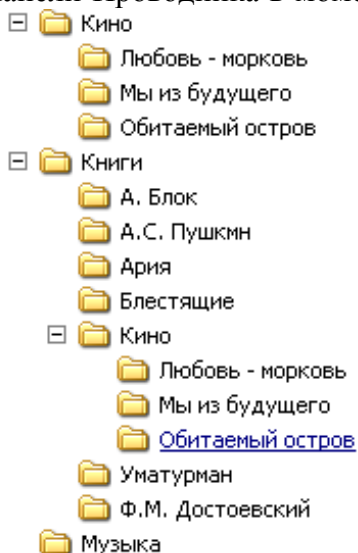 Кино
Любовь - морковь
Мы из будущего
Обитаемый остров
Книги
А. Блок
А.С. Пушкмн
Ария
Блестящие
Кино
Любовь - морковь
Мы из будущего
Обитаемый остров
Уматурман
Ф.М. Достоевский
Музыка